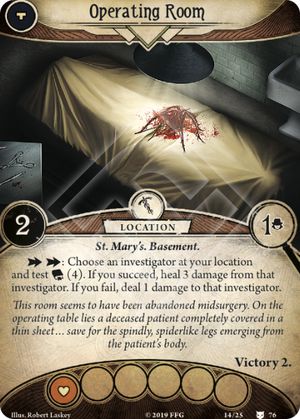 Operating Room
2
LOCATION
1
St. Mary's. Basement.
: Choose an investigator at your location
and test (4). If you succeed, heal 3 damage from that
investigator. If you fail, deal 1 damage to that investigator.
This room seems to have been abandoned midsurgery. On the
operating table lies a deceased patient completely covered in a
thin sheet… save for the spindly, spiderlike legs emerging from
the patient's body.
Victory 2.
Illus. Robert Laskey
© 2019 FFG
14/25
76